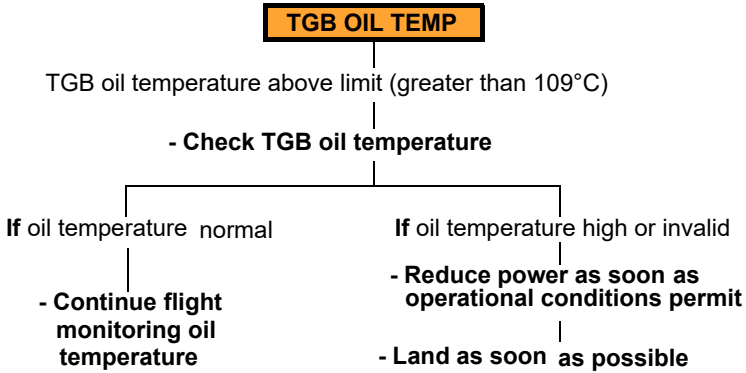 TGB OIL TEMP
TGB oil temperature above limit (greater than 109°C)
- Check TGB oil temperature
If oil temperature normal
- Continue flight
monitoring oil
temperature
If oil temperature high or invalid
- Reduce power as soon as
operational conditions permit
- Land as soon as possible